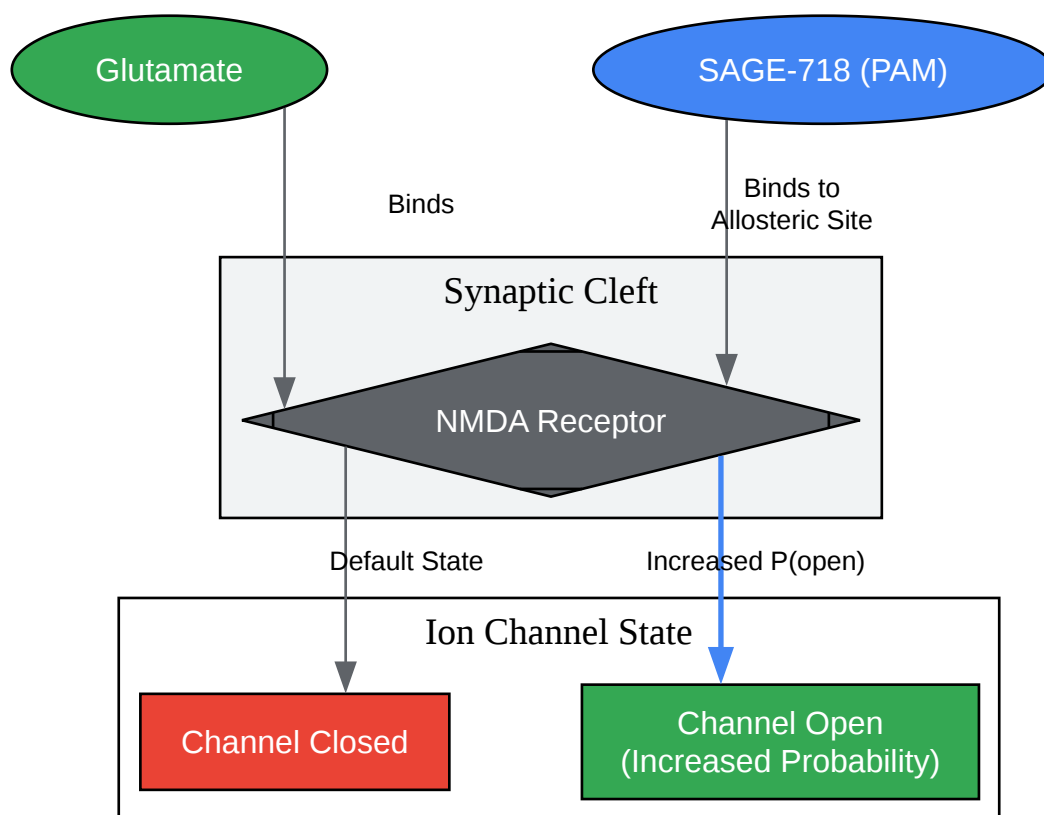 Glutamate
SAGE-718 (PAM)
Binds
Binds to
Allosteric Site
Synaptic Cleft
NMDA Receptor
Default State
Increased P(open)
Ion Channel State
Channel Closed
Channel Open
(Increased Probability)